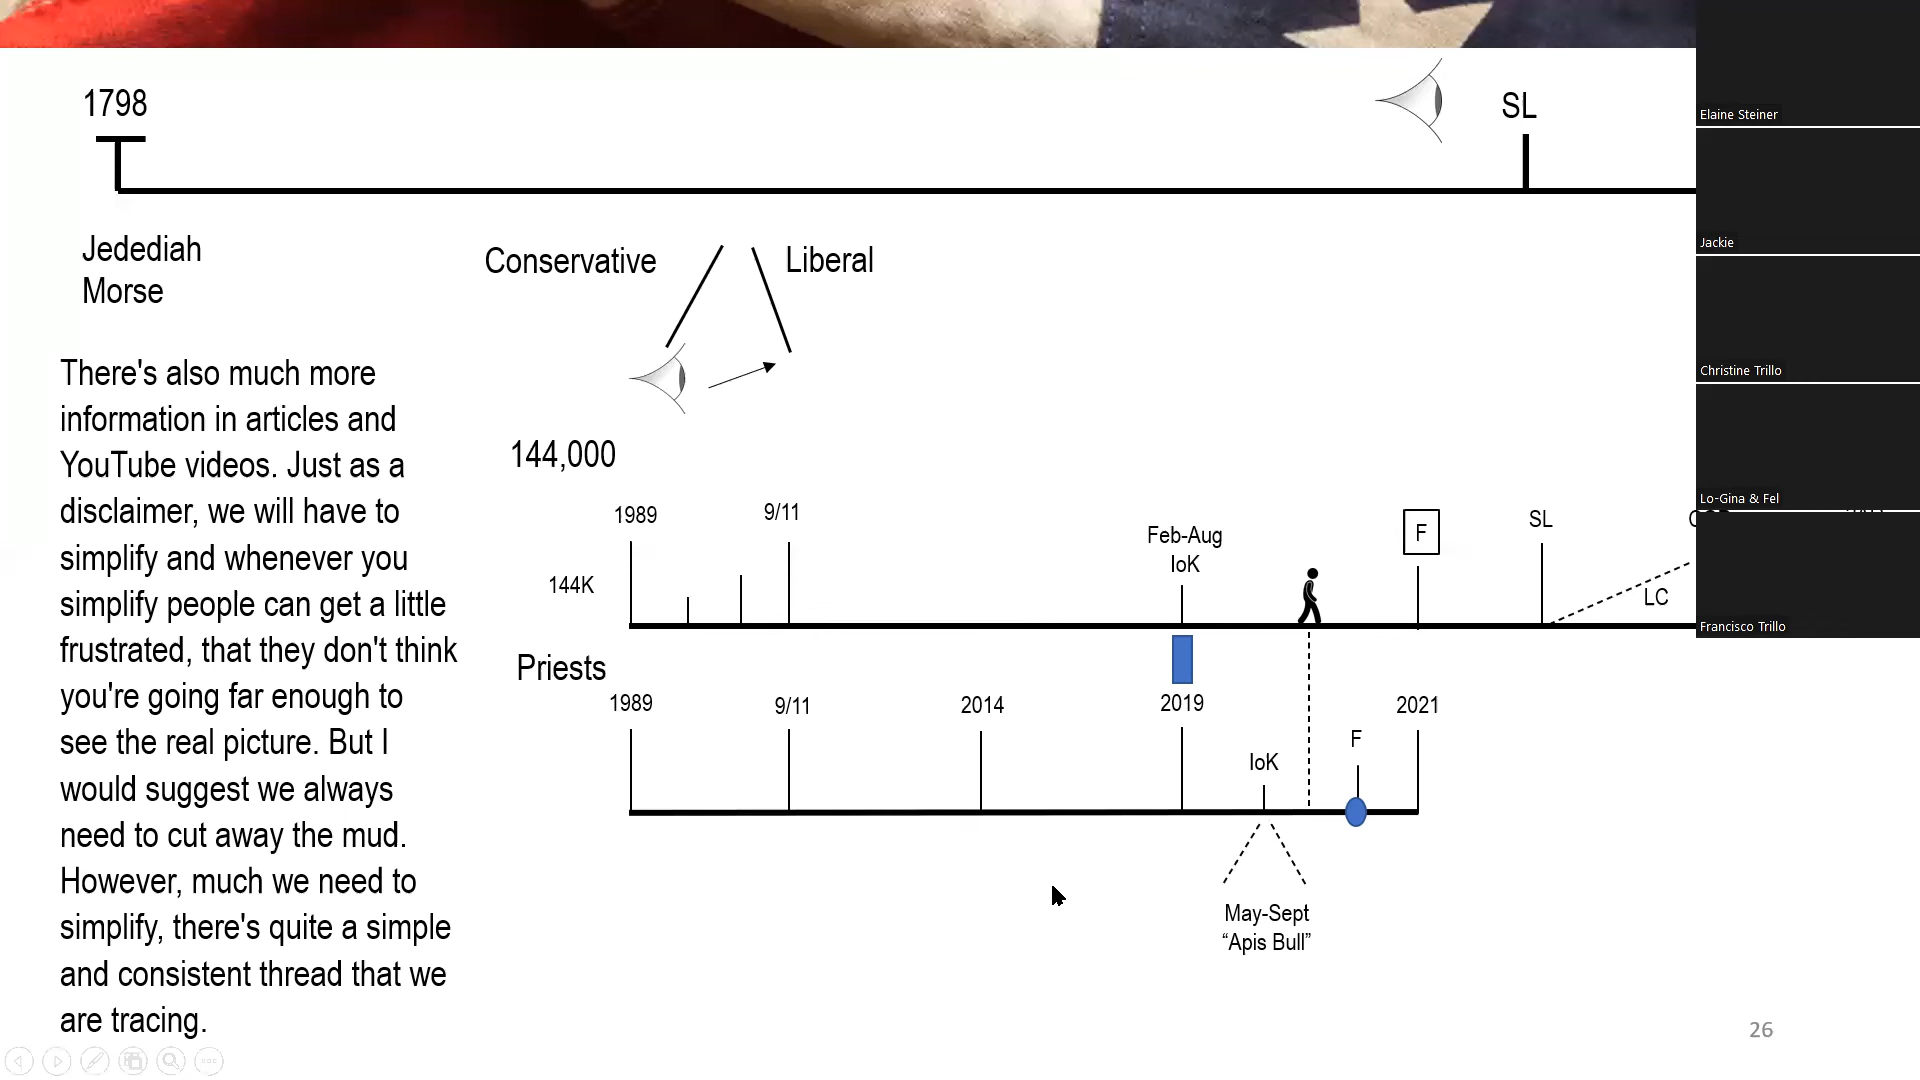 1798
SL
Jedediah
Morse
Conservative
Liberal
There's also much more
information in articles and
YouTube videos. Just as a
disclaimer, we will have to
simplify and whenever you
simplify people can get a little
frustrated, that they don't think
you're going far enough to
see the real picture. But I
would suggest we always
need to cut away the mud.
However, much we need to
simplify, there's quite a simple
and consistent thread that we
are tracing.
144,000
1989
9/11
Feb-Aug
IoK
F
SL
144K
LC
Priests
1989
9/11
2014
2019
2021
IoK
F
May-Sept
“Apis Bull”
26
Elaine Steiner
Jackie
Christine Trillo
Lo-Gina & Fel
Francisco Trillo